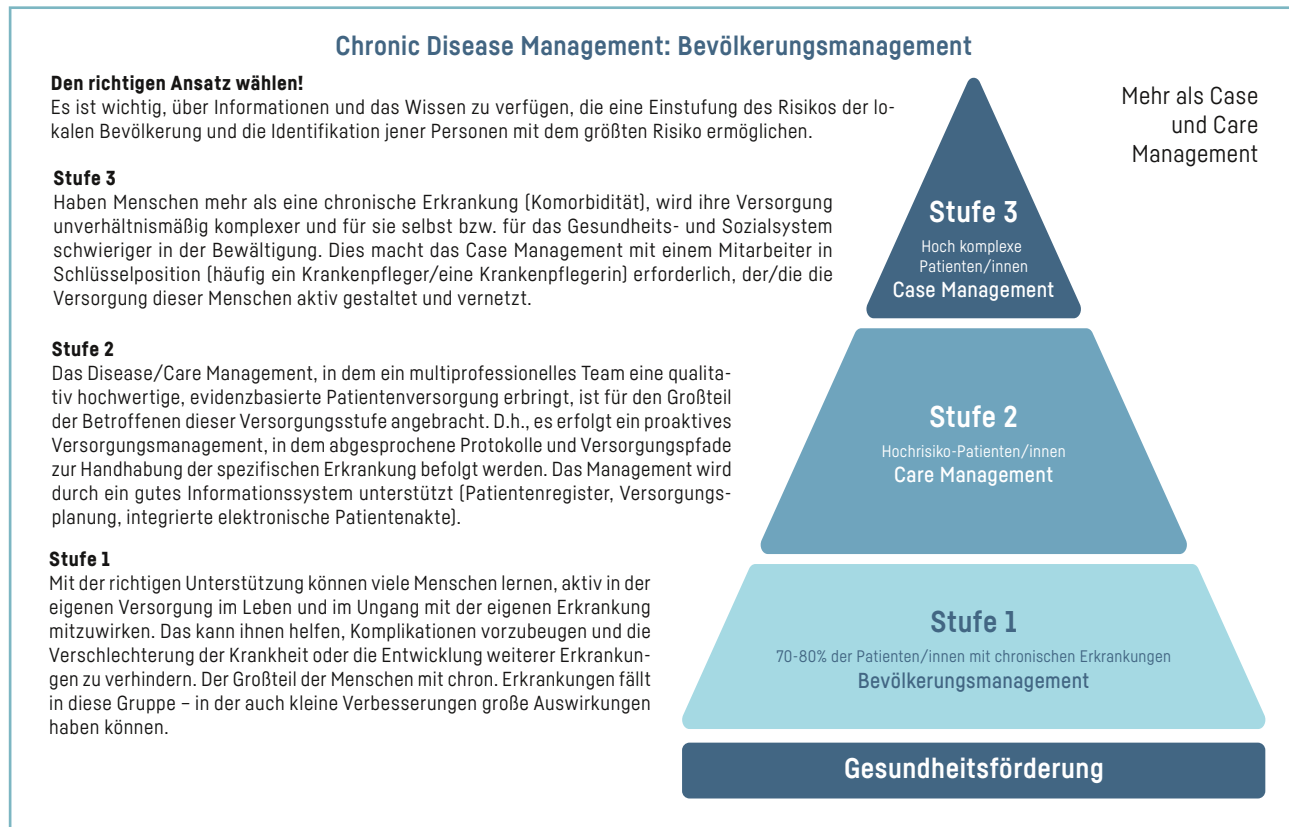 Chronic Disease Management: Bevölkerungsmanagement
Den richtigen Ansatz wählen!
Es ist wichtig, über Informationen und das Wissen zu verfügen, die eine Einstufung des Risikos der lo-
kalen Bevölkerung und die Identifikation jener Personen mit dem größten Risiko ermöglichen.
Stufe 3
Haben Menschen mehr als eine chronische Erkrankung (Komorbidität), wird ihre Versorgung
unverhältnismäßig komplexer und für sie selbst bzw. für das Gesundheits- und Sozialsystem
schwieriger in der Bewältigung. Dies macht das Case Management mit einem Mitarbeiter in
Schlüsselposition (häufig ein Krankenpfleger/eine Krankenpflegerin) erforderlich, der/die die
Versorgung dieser Menschen aktiv gestaltet und vernetzt.
Stufe 2
Das Disease/Care Management, in dem ein multiprofessionelles Team eine qualita-
tiv hochwertige, evidenzbasierte Patientenversorgung erbringt, ist für den Großteil
der Betroffenen dieser Versorgungsstufe angebracht. D.h., es erfolgt ein proaktives
Versorgungsmanagement, in dem abgesprochene Protokolle und Versorgungspfade
zur Handhabung der spezifischen Erkrankung befolgt werden. Das Management wird
durch ein gutes Informationssystem unterstützt (Patientenregister, Versorgungs-
planung, integrierte elektronische Patientenakte).
Stufe 1
Mit der richtigen Unterstützung können viele Menschen lernen, aktiv in der
eigenen Versorgung im Leben und im Ungang mit der eigenen Erkrankung
mitzuwirken. Das kann ihnen helfen, Komplikationen vorzubeugen und die
Verschlechterung der Krankheit oder die Entwicklung weiterer Erkrankun-
gen zu verhindern. Der Großteil der Menschen mit chron. Erkrankungen fällt
in diese Gruppe – in der auch kleine Verbesserungen große Auswirkungen
haben können.
Mehr als Case
und Care
Management
Stufe 3
Hoch komplexe
Patienten/innen
Case Management
Stufe 2
Hochrisiko-Patienten/innen
Care Management
Stufe 1
70-80% der Patienten/innen mit chronischen Erkrankungen
Bevölkerungsmanagement
Gesundheitsförderung